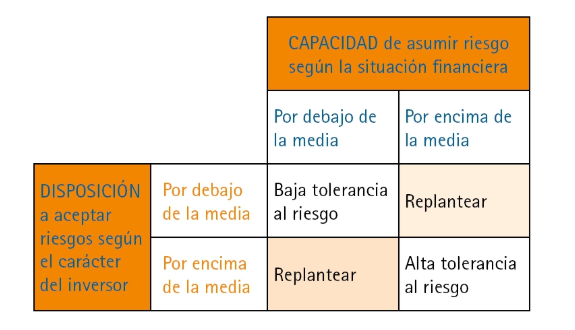 CAPACIDAD de asumir riesgo
según la situación financiera
Por debajo de
la media
Por encima de
la media
DISPOSICIÓN
a aceptar
riesgos según
el carácter
del inversor
Por debajo
de la media
Baja tolerancia
al riesgo
Replantear
Por encima
de la media
Replantear
Alta tolerancia
al riesgo